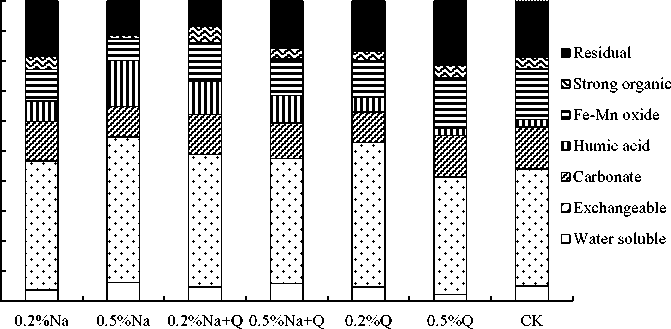 Residual
Strong organic
Fe-Mn oxide
Humic acid
Carbonate
Exchangeable
Water soluble
0.2%Na 0.5%Na 0.2%Na+Q 0.5%Na+Q 0.2%Q 0.5%Q CK